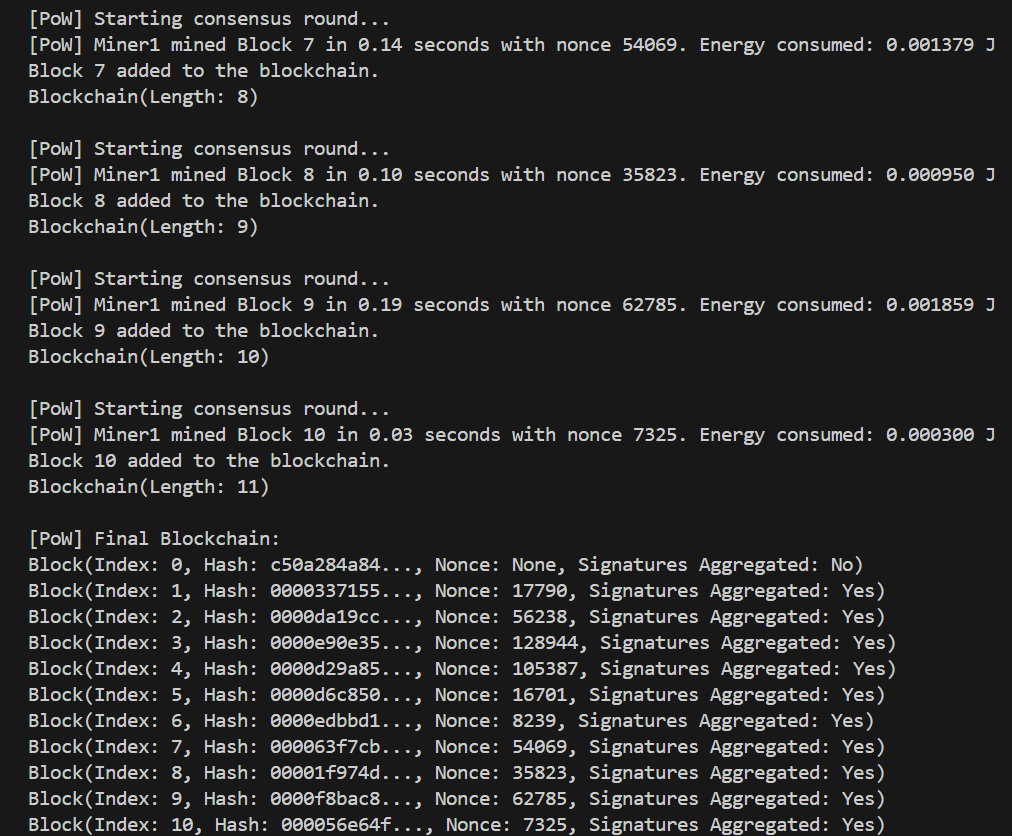 [PoW] Starting consensus round...
[PoW] Miner1 mined Block 7 in 0.14 seconds with nonce 54069. Energy consumed: 0.001379 J
Block 7 added to the blockchain.
Blockchain(Length: 8)
[PoW] Starting consensus round...
[PoW] Miner1 mined Block 8 in 0.10 seconds with nonce 35823. Energy consumed: 0.000950 J
Block 8 added to the blockchain.
Blockchain(Length: 9)
[PoW] Starting consensus round...
[PoW] Miner1 mined Block 9 in 0.19 seconds with nonce 62785. Energy consumed: 0.001859 J
Block 9 added to the blockchain.
Blockchain(Length: 10)
[PoW] Starting consensus round...
[PoW] Miner1 mined Block 10 in 0.03 seconds with nonce 7325. Energy consumed: 0.000300 J
Block 10 added to the blockchain.
Blockchain(Length: 11)
[PoW] Final Blockchain:
Block(Index: 0, Hash: c50a284a84..., Nonce: None, Signatures Aggregated: No)
Block(Index: 1, Hash: 0000337155..., Nonce: 17790, Signatures Aggregated: Yes)
Block(Index: 2, Hash: 0000da19cc..., Nonce: 56238, Signatures Aggregated: Yes)
Block(Index: 3, Hash: 0000e90e35..., Nonce: 128944, Signatures Aggregated: Yes)
Block(Index: 4, Hash: 0000d29a85..., Nonce: 105387, Signatures Aggregated: Yes)
Block(Index: 5, Hash: 0000d6c850..., Nonce: 16701, Signatures Aggregated: Yes)
Block(Index: 6, Hash: 0000edbbd1..., Nonce: 8239, Signatures Aggregated: Yes)
Block(Index: 7, Hash: 000063f7cb..., Nonce: 54069, Signatures Aggregated: Yes)
Block(Index: 8, Hash: 00001f974d..., Nonce: 35823, Signatures Aggregated: Yes)
Block(Index: 9, Hash: 0000f8bac8..., Nonce: 62785, Signatures Aggregated: Yes)
Block(Index: 10, Hash: 000056e64f..., Nonce: 7325, Signatures Aggregated: Yes)